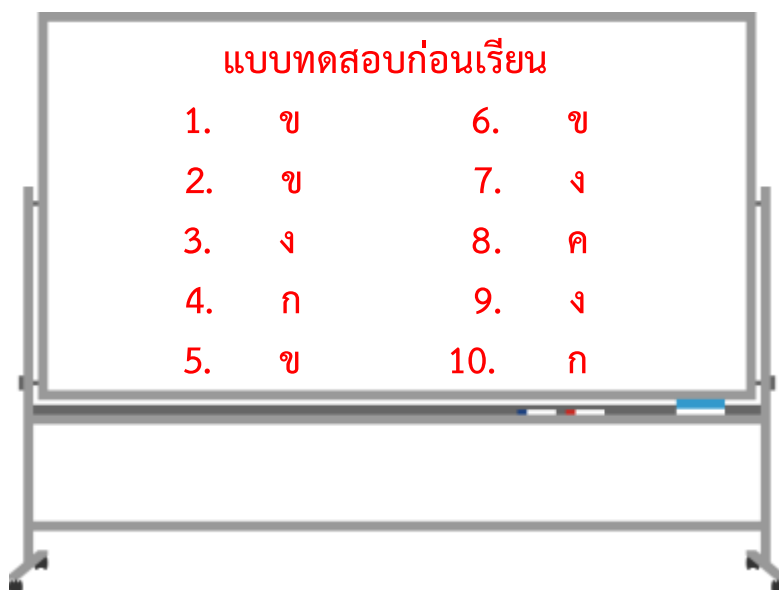 แบบทดสอบก่อนเรียน
1. ข 6. ข
2. ข 7. ง
3. ง 8. ค
4. ก 9. ง
5. ข 10. ก